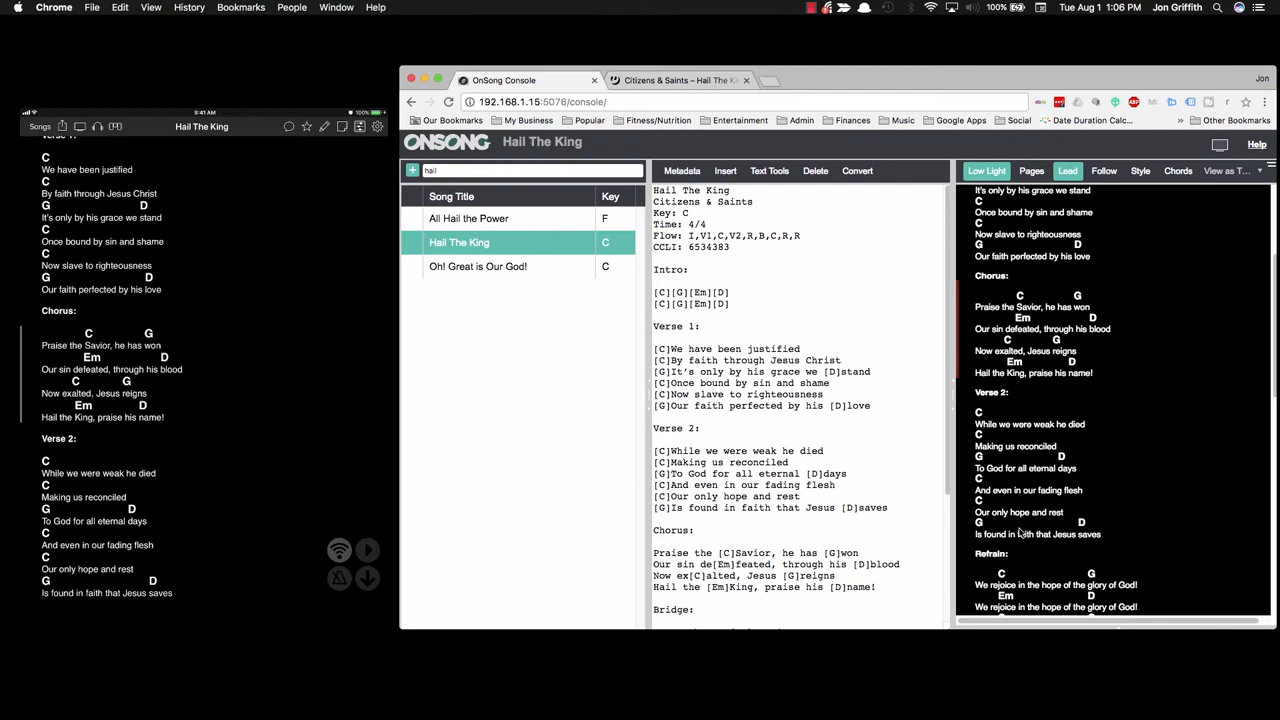 Chrome File Edit View History Bookmarks People Window Help
100% Tue Aug 1 1:06 PM Jon Griffith
9:41 AM
100%
Songs
Hail The King
Verse 1:
C
We have been justified
C
By faith through Jesus Christ
G D
It's only by his grace we stand
C
Once bound by sin and shame
C
Now slave to righteousness
G D
Our faith perfected by his love
Chorus:
C G
Praise the Savior, he has won
Em D
Our sin defeated, through his blood
C G
Now exalted, Jesus reigns
Em D
Hail the King, praise his name!
Verse 2:
C
While we were weak he died
C
Making us reconciled
G D
To God for all eternal days
C
And even in our fading flesh
C
Our only hope and rest
G D
Is found in faith that Jesus saves
OnSong Console
Citizens & Saints – Hail The K
Jon
192.168.1.15:5076/console/
Our Bookmarks My Business Popular Fitness/Nutrition Entertainment Admin Finances Music Google Apps Social Date Duration Calc... » Other Bookmarks
ONSONG Hail The King
Help
hail
Song Title Key
All Hail the Power F
Hail The King C
Oh! Great is Our God! C
Metadata Insert Text Tools Delete Convert
Hail The King
Citizens & Saints
Key: C
Time: 4/4
Flow: I,V1,C,V2,R,B,C,R,R
CCLI: 6534383
Intro:
[C][G][Em][D]
[C][G][Em][D]
Verse 1:
[C]We have been justified
[C]By faith through Jesus Christ
[G]It's only by his grace we [D]stand
[C]Once bound by sin and shame
[C]Now slave to righteousness
[G]Our faith perfected by his [D]love
Verse 2:
[C]While we were weak he died
[C]Making us reconciled
[G]To God for all eternal [D]days
[C]And even in our fading flesh
[C]Our only hope and rest
[G]Is found in faith that Jesus [D]saves
Chorus:
Praise the [C]Savior, he has [G]won
Our sin de[Em]feated, through his [D]blood
Now ex[C]alted, Jesus [G]reigns
Hail the [Em]King, praise his [D]name!
Bridge:
Low Light Pages Lead Follow Style Chords View as T...
It's only by his grace we stand
C
Once bound by sin and shame
C
Now slave to righteousness
G D
Our faith perfected by his love
Chorus:
C G
Praise the Savior, he has won
Em D
Our sin defeated, through his blood
C G
Now exalted, Jesus reigns
Em D
Hail the King, praise his name!
Verse 2:
C
While we were weak he died
C
Making us reconciled
G D
To God for all eternal days
C
And even in our fading flesh
C
Our only hope and rest
G D
Is found in faith that Jesus saves
Refrain:
C G
We rejoice in the hope of the glory of God!
Em D
We rejoice in the hope of the glory of God!